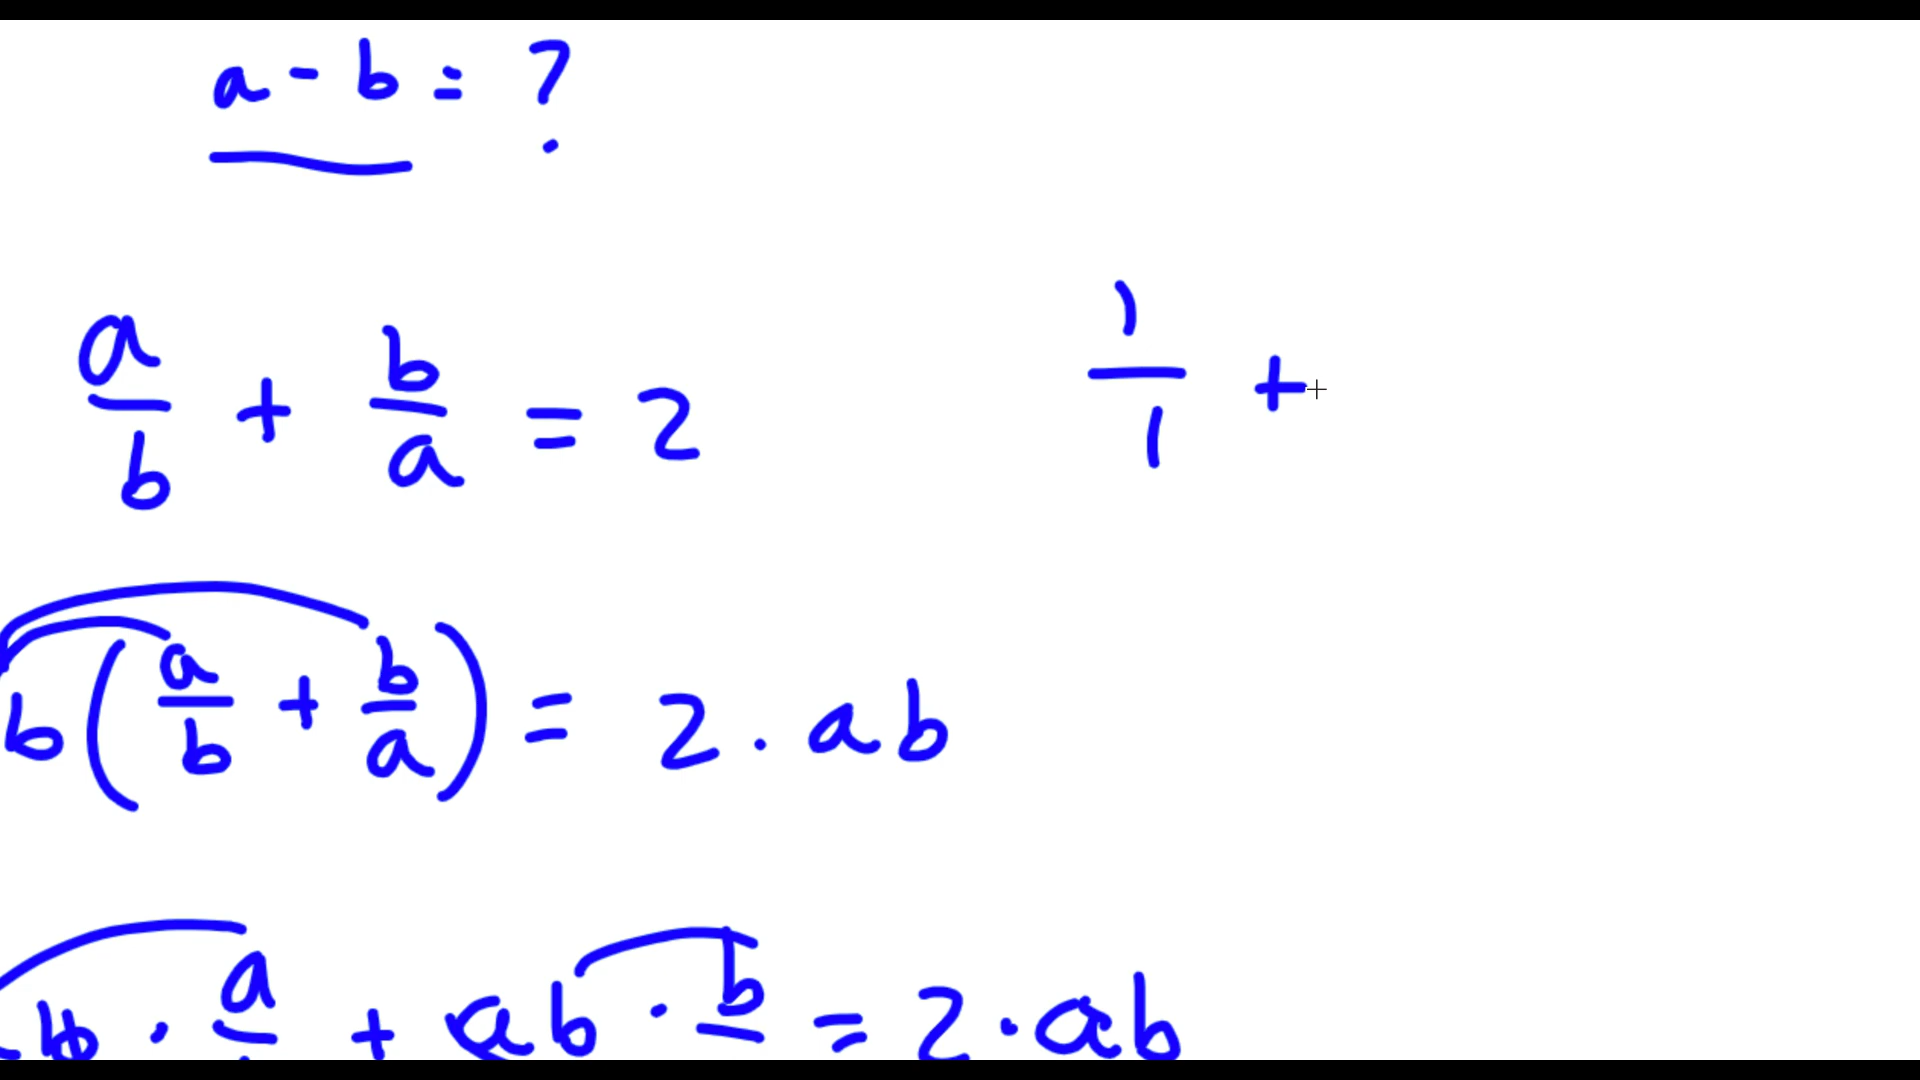 a - b = ?
a/b + b/a = 2
1/1 +
b(a/b + b/a) = 2 · ab
b · a/ + ab · b/ = 2 · ab